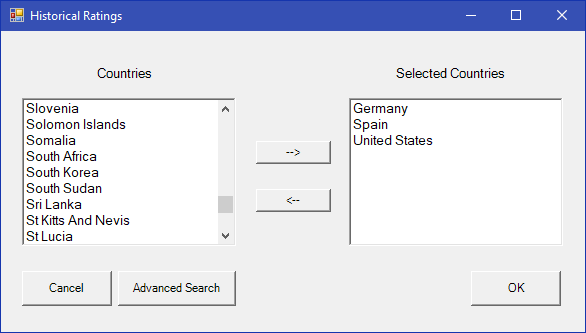 Historical Ratings
Countries
Selected Countries
Slovenia
Solomon Islands
Somalia
South Africa
South Korea
South Sudan
Sri Lanka
St Kitts And Nevis
St Lucia
-->
<--
Germany
Spain
United States
Cancel
Advanced Search
OK